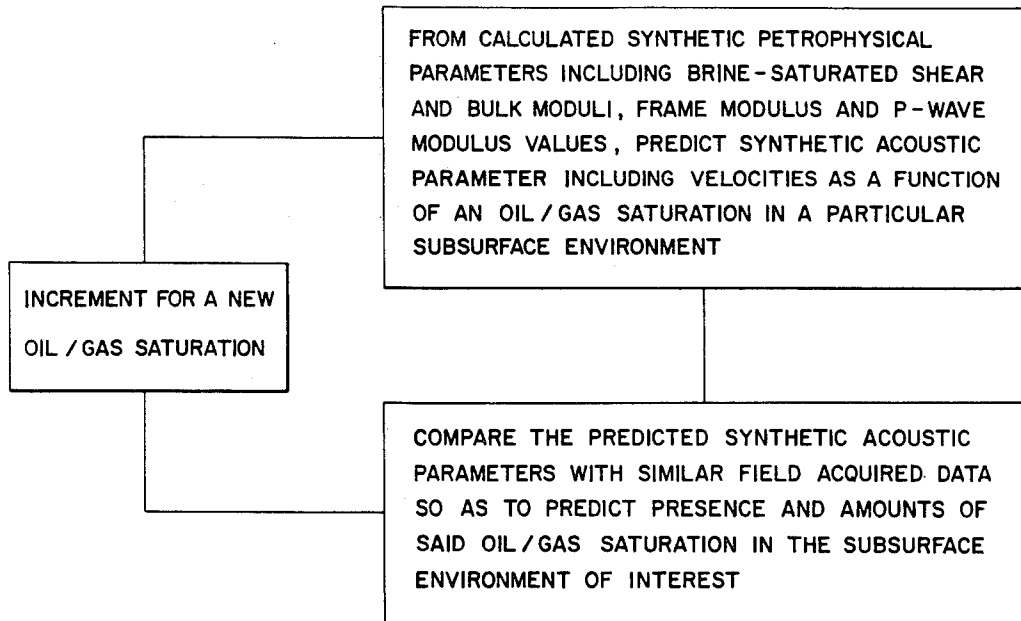 FROM CALCULATED SYNTHETIC PETROPHYSICAL
PARAMETERS INCLUDING BRINE-SATURATED SHEAR
AND BULK MODULI, FRAME MODULUS AND P-WAVE
MODULUS VALUES, PREDICT SYNTHETIC ACOUSTIC
PARAMETER INCLUDING VELOCITIES AS A FUNCTION
OF AN OIL/GAS SATURATION IN A PARTICULAR
SUBSURFACE ENVIRONMENT
INCREMENT FOR A NEW
OIL/GAS SATURATION
COMPARE THE PREDICTED SYNTHETIC ACOUSTIC
PARAMETERS WITH SIMILAR FIELD ACQUIRED DATA
SO AS TO PREDICT PRESENCE AND AMOUNTS OF
SAID OIL/GAS SATURATION IN THE SUBSURFACE
ENVIRONMENT OF INTEREST